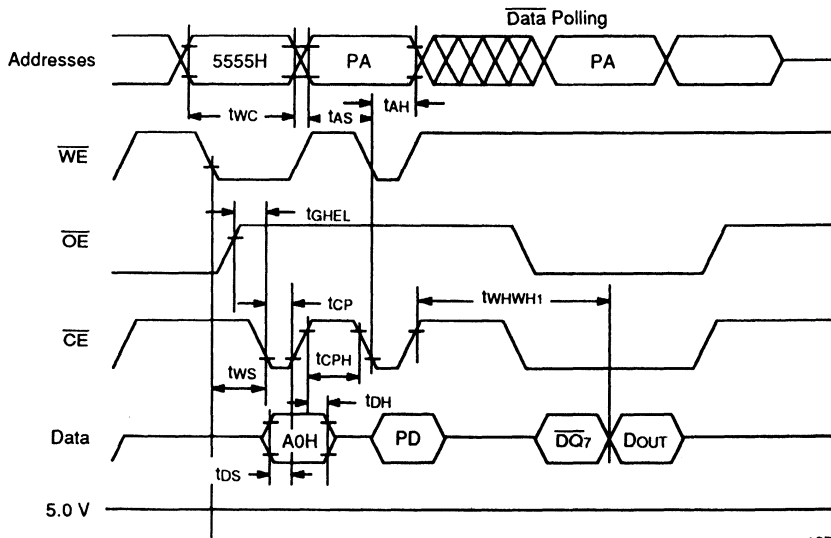 Data Polling
Addresses 5555H PA PA
tWC tAS tAH
WE
tGHEL
OE
tCP tWHWH1
CE
tWS tCPH
tDH
Data A0H PD DQ7 DOUT
tDS
5.0 V